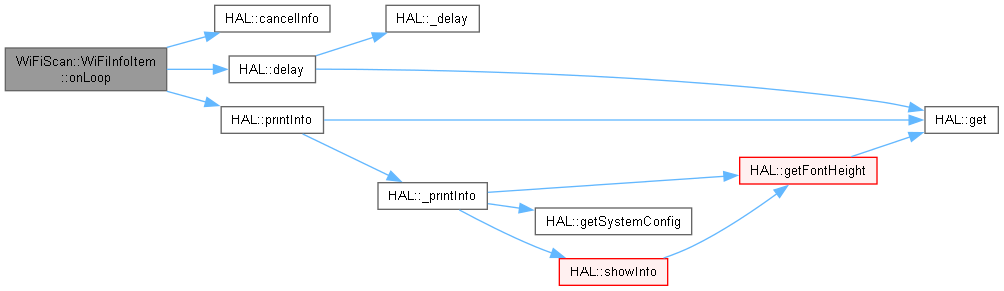 HAL::cancelInfo
HAL::_delay
WiFiScan::WiFiInfoItem
::onLoop
HAL::delay
HAL::printInfo
HAL::get
HAL::getFontHeight
HAL::_printInfo
HAL::getSystemConfig
HAL::showInfo